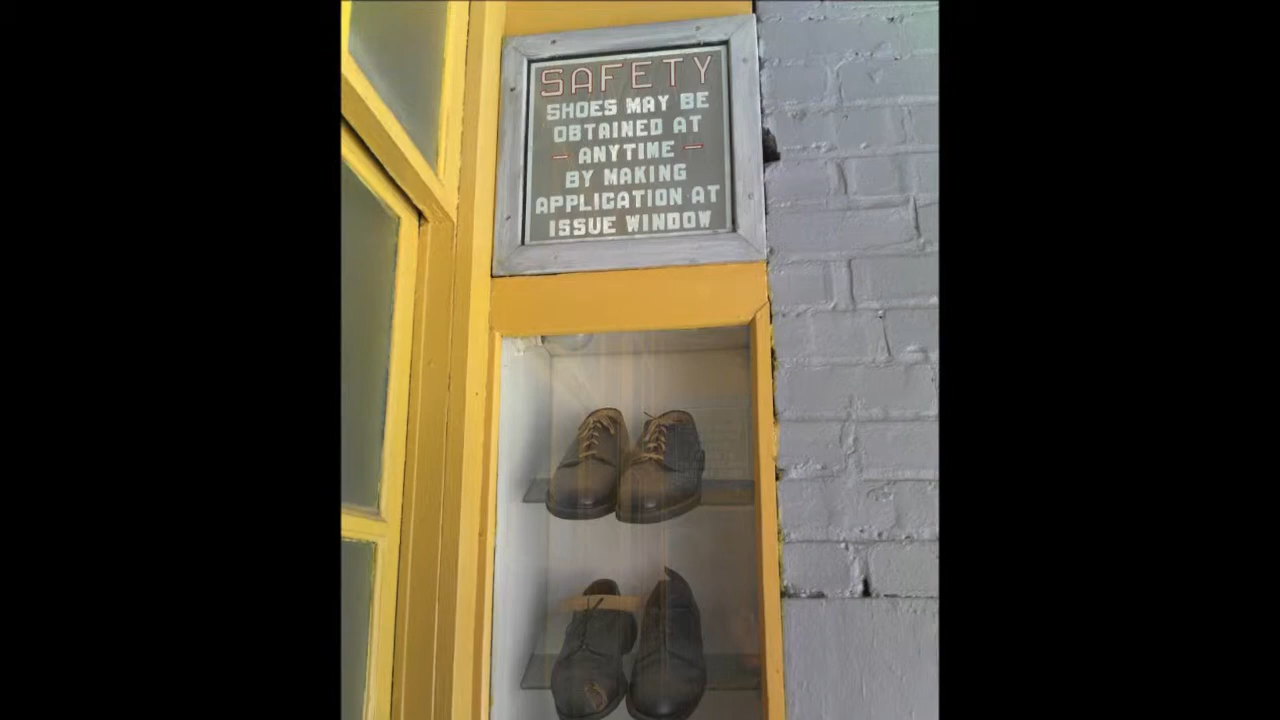 SAFETY
SHOES MAY BE
OBTAINED AT
- ANYTIME -
BY MAKING
APPLICATION AT
ISSUE WINDOW